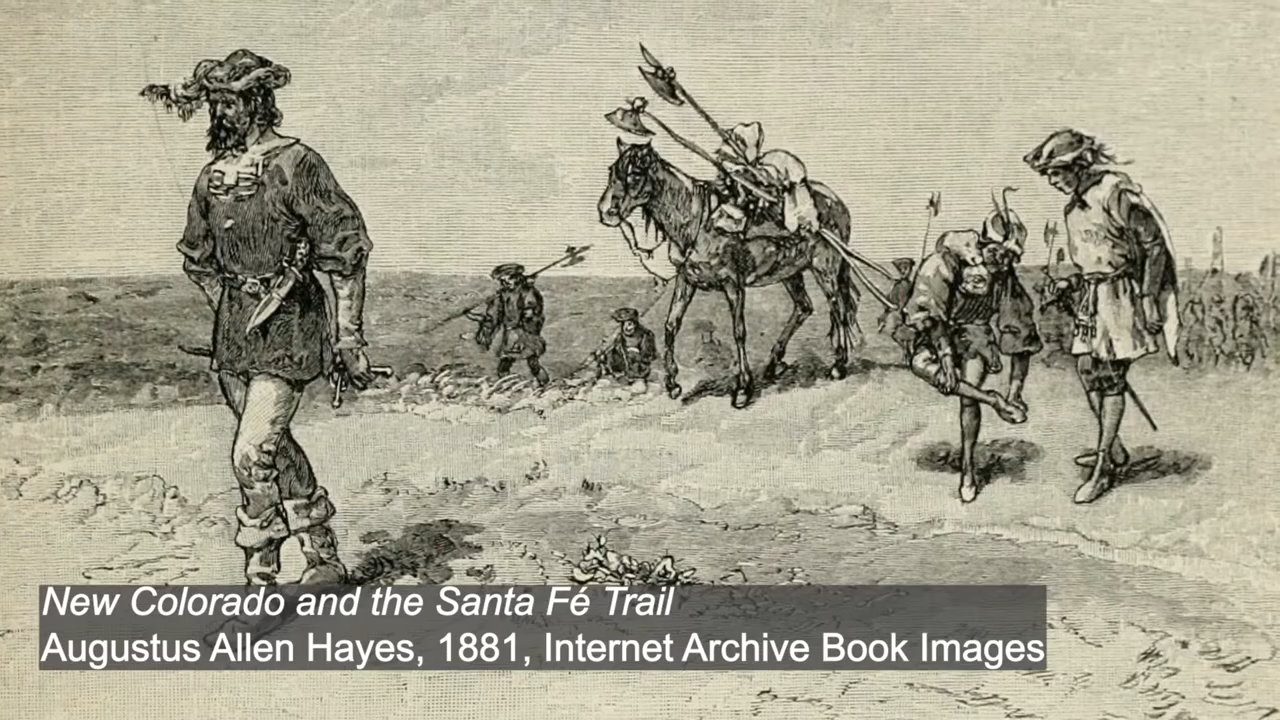 New Colorado and the Santa Fé Trail
Augustus Allen Hayes, 1881, Internet Archive Book Images